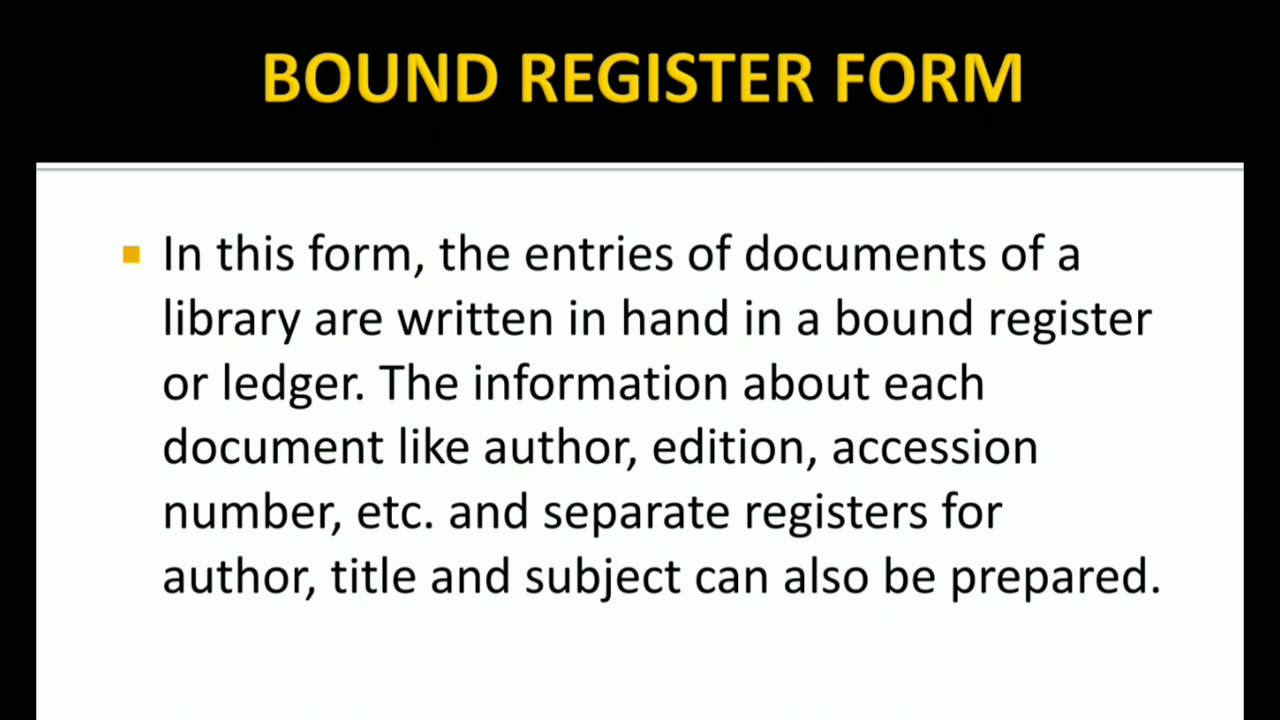 BOUND REGISTER FORM
In this form, the entries of documents of a
library are written in hand in a bound register
or ledger. The information about each
document like author, edition, accession
number, etc. and separate registers for
author, title and subject can also be prepared.